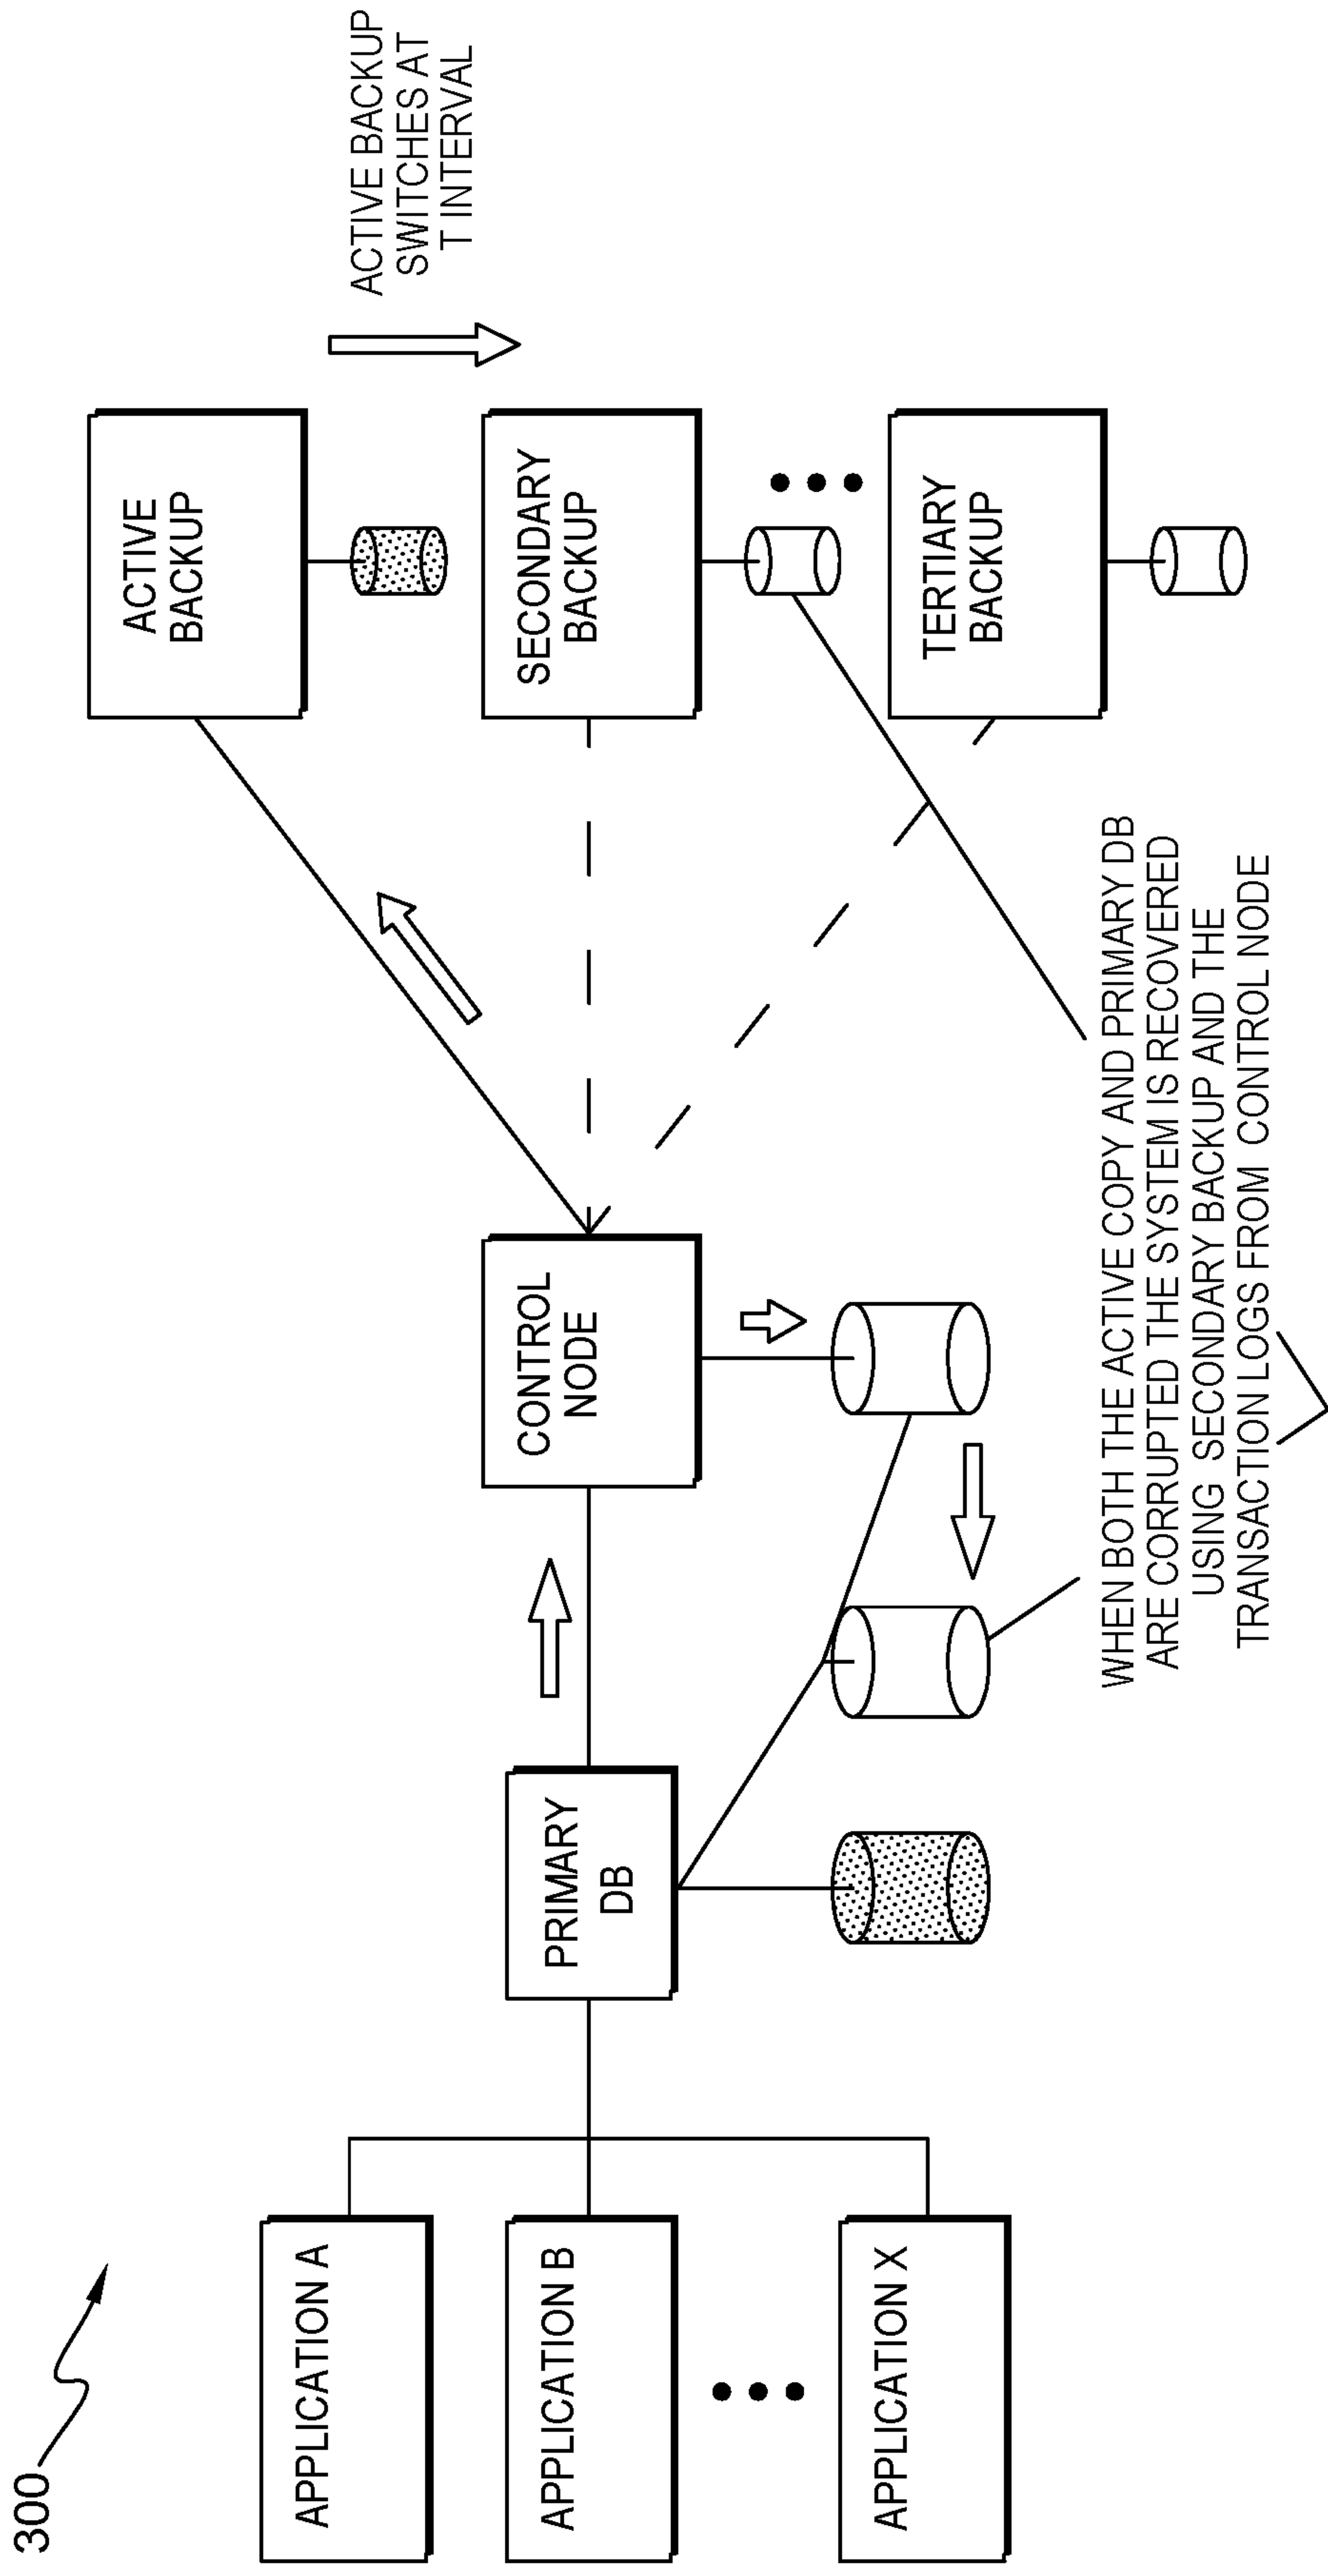 300
APPLICATION A
APPLICATION B
APPLICATION X
PRIMARY
DB
CONTROL
NODE
ACTIVE
BACKUP
SECONDARY
BACKUP
TERTIARY
BACKUP
ACTIVE BACKUP
SWITCHES AT
T INTERVAL
WHEN BOTH THE ACTIVE COPY AND PRIMARY DB
ARE CORRUPTED THE SYSTEM IS RECOVERED
USING SECONDARY BACKUP AND THE
TRANSACTION LOGS FROM CONTROL NODE